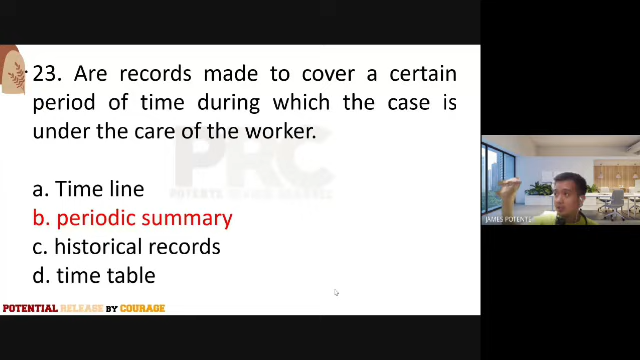 23. Are records made to cover a certain
period of time during which the case is
under the care of the worker.
PRC
a. Time line
b. periodic summary
c. historical records
d. time table
JAMES POTENTE
POTENTIAL RELEASE BY COURAGE